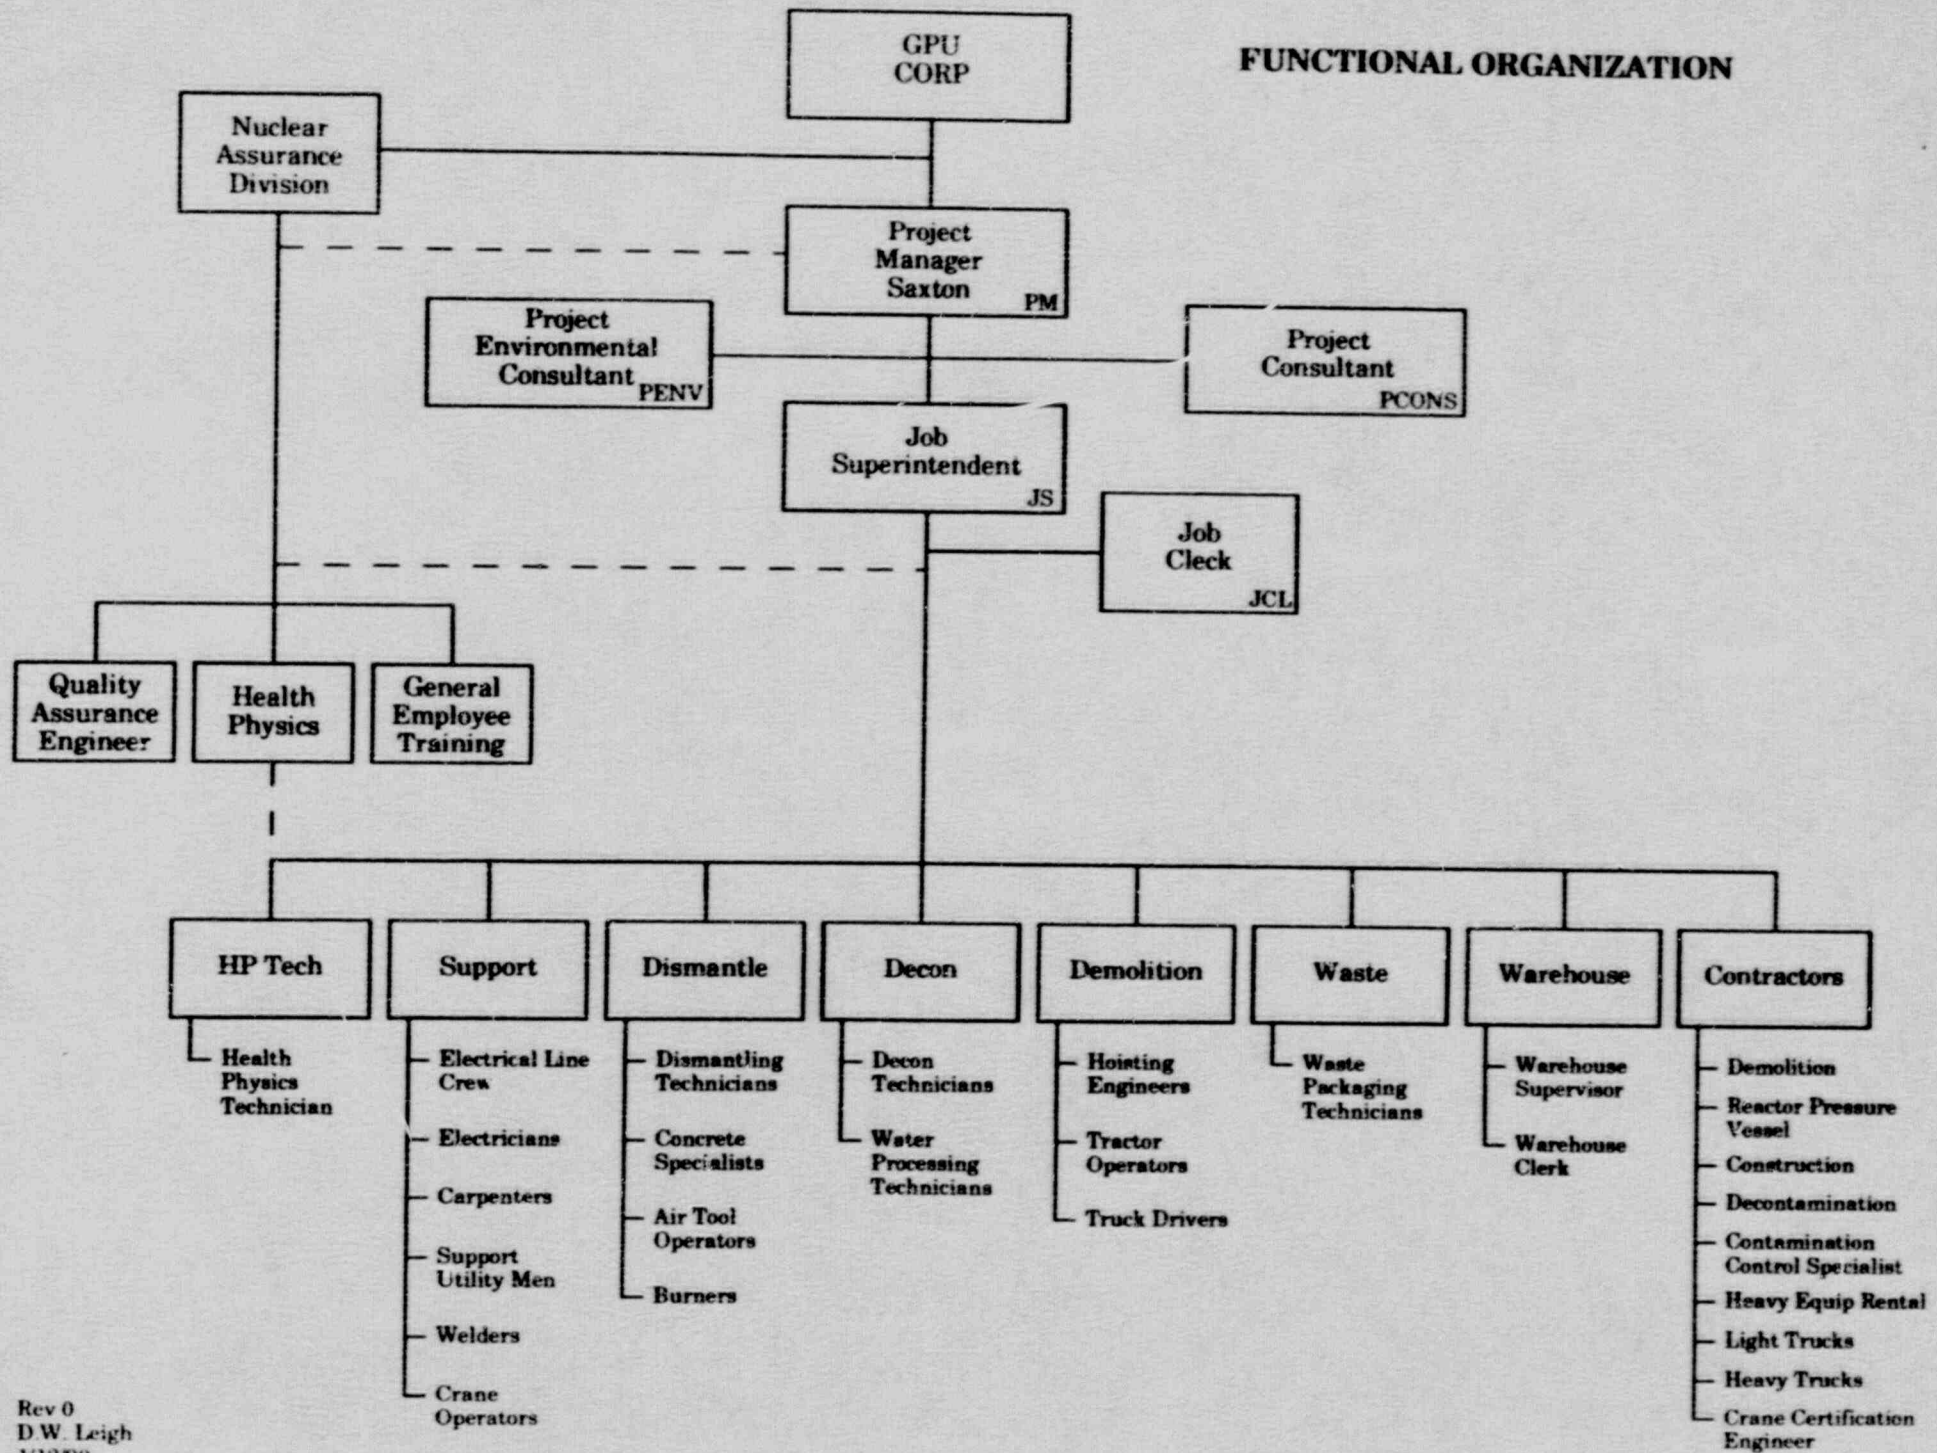 FUNCTIONAL ORGANIZATION
GPU
CORP
Nuclear
Assurance
Division
Project
Manager
Saxton
PM
Project
Environmental
Consultant
PENV
Project
Consultant
PCONS
Job
Superintendent
JS
Job
Cleck
JCL
Quality
Assurance
Engineer
Health
Physics
General
Employee
Training
HP Tech
Support
Dismantle
Decon
Demolition
Waste
Warehouse
Contractors
Health
Physics
Technician
Electrical Line
Crew
Electricians
Carpenters
Support
Utility Men
Welders
Crane
Operators
Dismantling
Technicians
Concrete
Specialists
Air Tool
Operators
Burners
Decon
Technicians
Water
Processing
Technicians
Hoisting
Engineers
Tractor
Operators
Truck Drivers
Waste
Packaging
Technicians
Warehouse
Supervisor
Warehouse
Clerk
Demolition
Reactor Pressure
Vessel
Construction
Decontamination
Contamination
Control Specialist
Heavy Equip Rental
Light Trucks
Heavy Trucks
Crane Certification
Engineer
Rev 0
D.W. Leigh